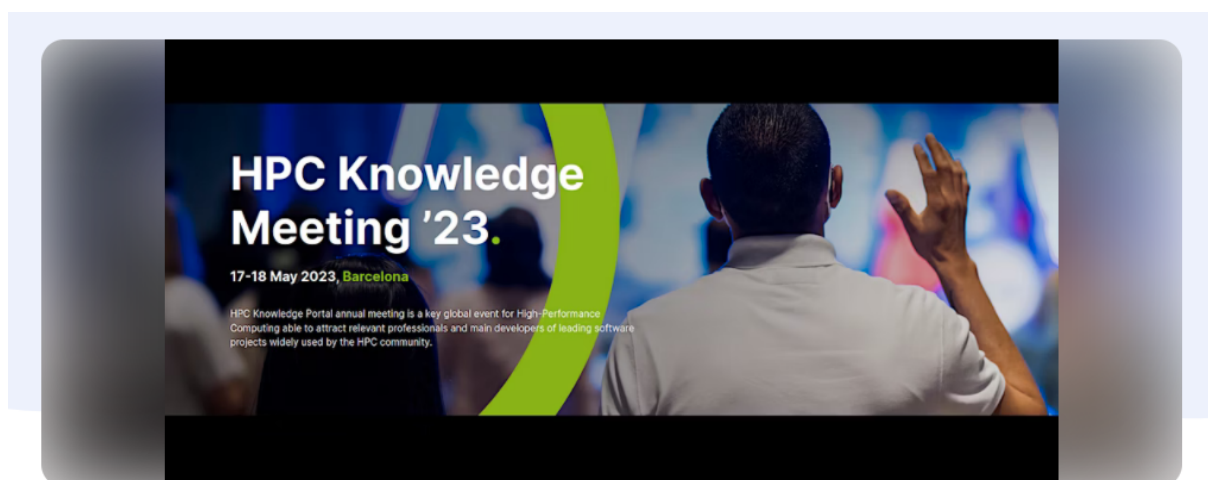 HPC Knowledge
Meeting ’23.
17-18 May 2023, Barcelona
HPC Knowledge Portal annual meeting is a key global event for High-Performance
Computing able to attract relevant professionals and main developers of leading software
projects widely used by the HPC community.